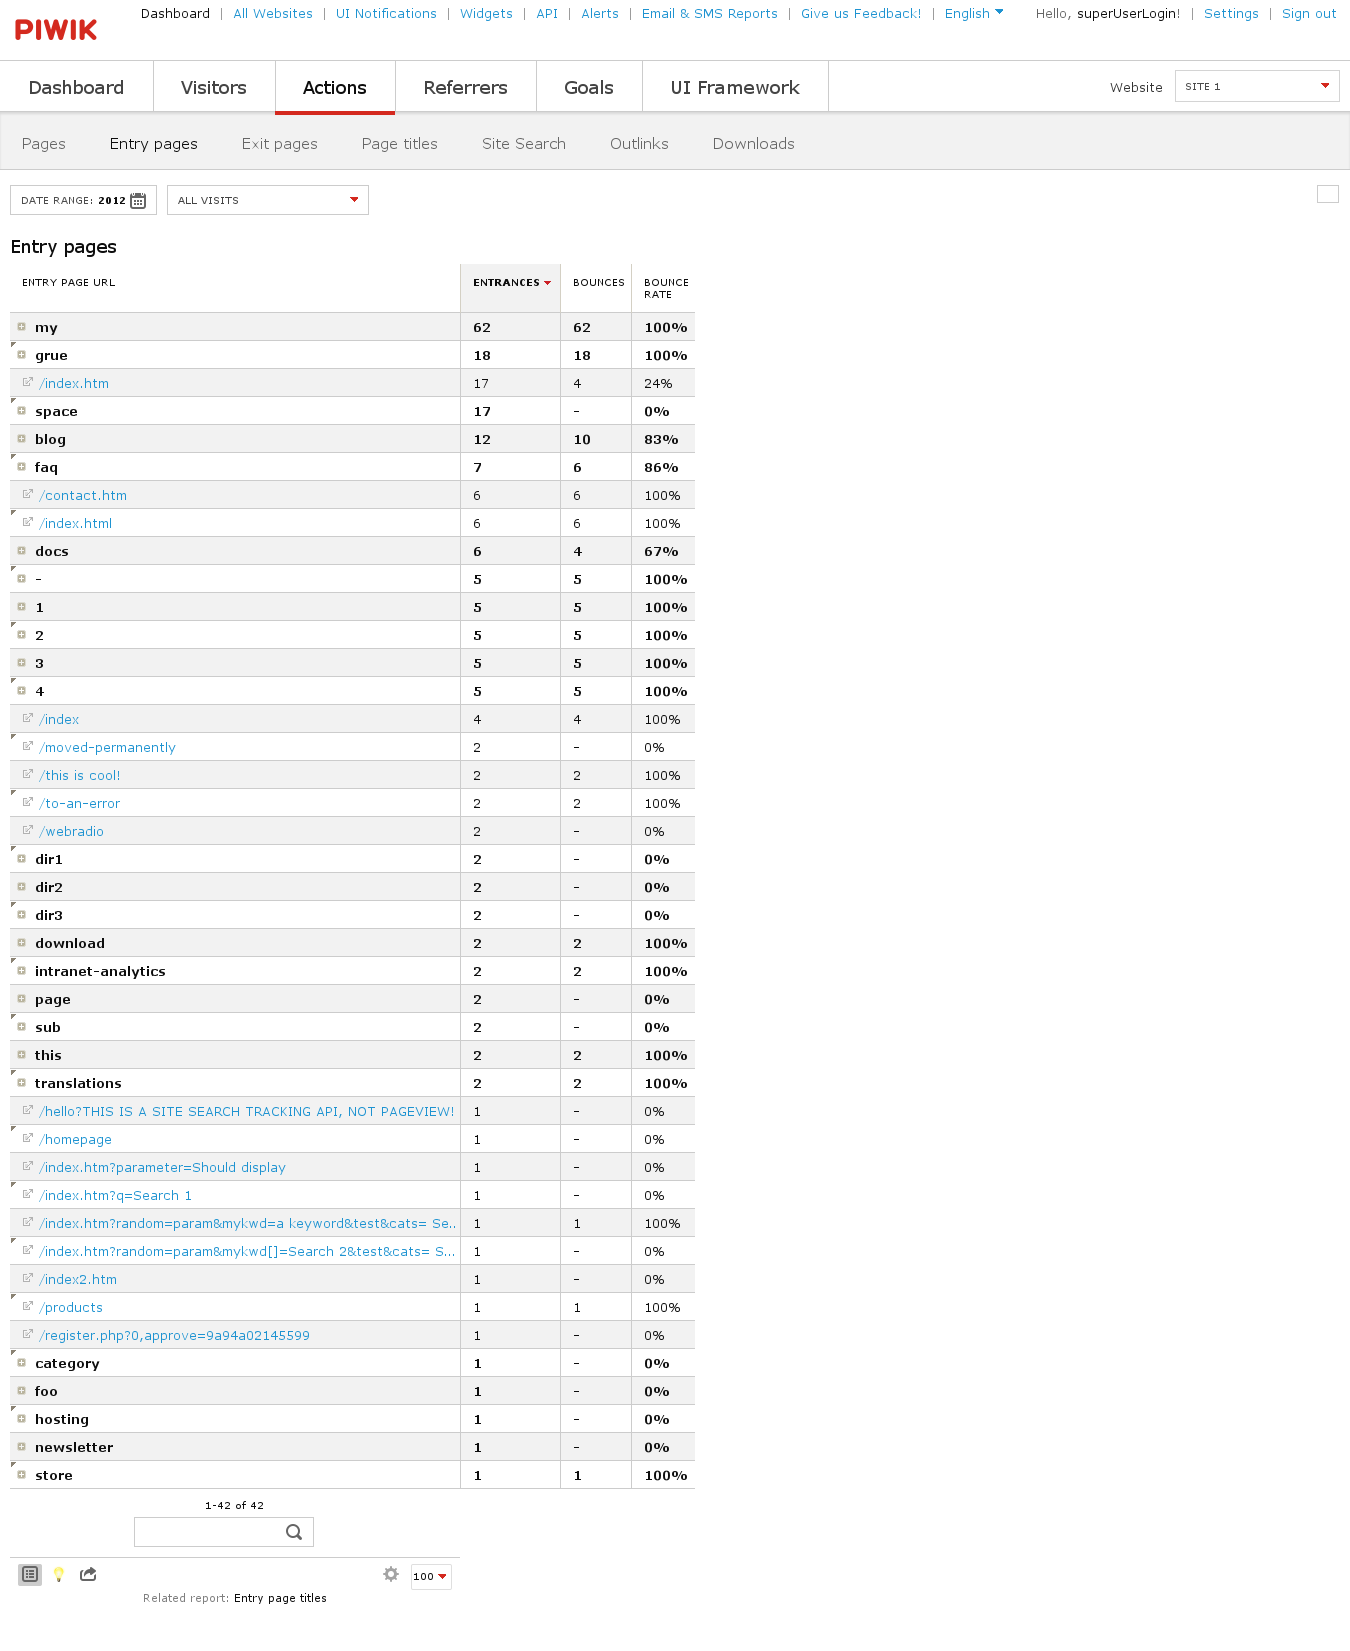 PIWIK
Dashboard | All Websites | UI Notifications | Widgets | API | Alerts | Email & SMS Reports | Give us Feedback! | English Hello, superUserLogin! | Settings | Sign out
Dashboard Visitors Actions Referrers Goals UI Framework Website SITE 1
Pages Entry pages Exit pages Page titles Site Search Outlinks Downloads
DATE RANGE: 2012 ALL VISITS
Entry pages
ENTRY PAGE URL ENTRANCES BOUNCES BOUNCE RATE
my 62 62 100%
grue 18 18 100%
/index.htm 17 4 24%
space 17 - 0%
blog 12 10 83%
faq 7 6 86%
/contact.htm 6 6 100%
/index.html 6 6 100%
docs 6 4 67%
- 5 5 100%
1 5 5 100%
2 5 5 100%
3 5 5 100%
4 5 5 100%
/index 4 4 100%
/moved-permanently 2 - 0%
/this is cool! 2 2 100%
/to-an-error 2 2 100%
/webradio 2 - 0%
dir1 2 - 0%
dir2 2 - 0%
dir3 2 - 0%
download 2 2 100%
intranet-analytics 2 2 100%
page 2 - 0%
sub 2 - 0%
this 2 2 100%
translations 2 2 100%
/hello?THIS IS A SITE SEARCH TRACKING API, NOT PAGEVIEW! 1 - 0%
/homepage 1 - 0%
/index.htm?parameter=Should display 1 - 0%
/index.htm?q=Search 1 1 - 0%
/index.htm?random=param&mykwd=a keyword&test&cats= Se.. 1 1 100%
/index.htm?random=param&mykwd[]=Search 2&test&cats= S... 1 - 0%
/index2.htm 1 - 0%
/products 1 1 100%
/register.php?0,approve=9a94a02145599 1 - 0%
category 1 - 0%
foo 1 - 0%
hosting 1 - 0%
newsletter 1 - 0%
store 1 1 100%
1-42 of 42
100
Related report: Entry page titles